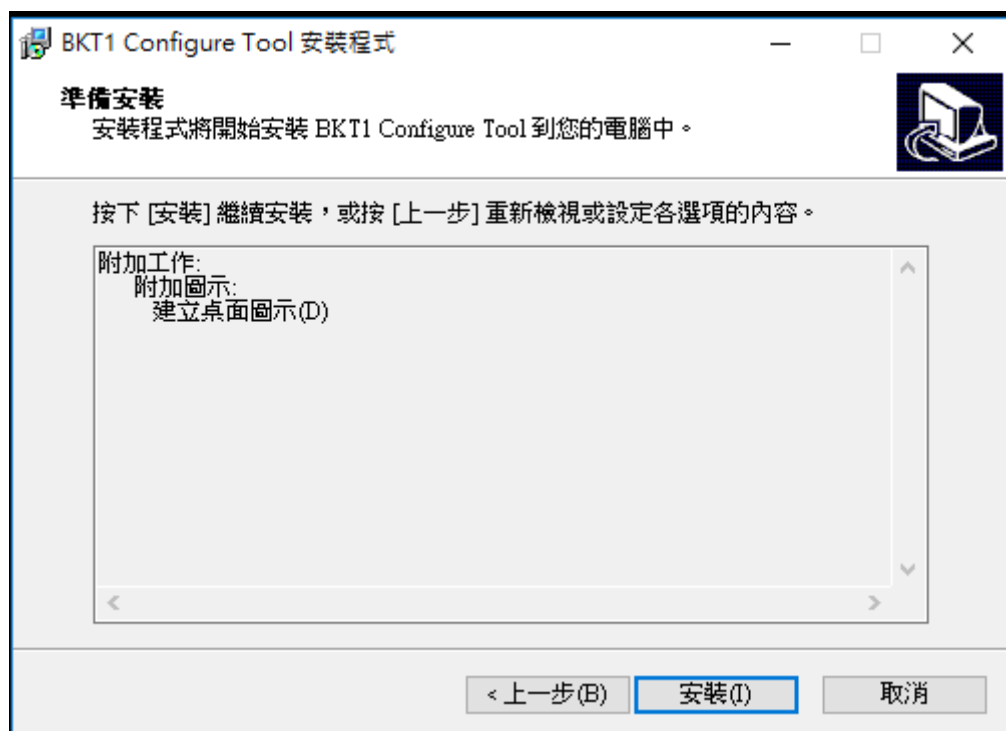 BKT1 Configure Tool 安裝程式
準備安裝
安裝程式將開始安裝 BKT1 Configure Tool 到您的電腦中。
按下 [安裝] 繼續安裝，或按 [上一步] 重新檢視或設定各選項的內容。
附加工作:
附加圖示:
建立桌面圖示(D)
< 上一步(B)
安裝(I)
取消